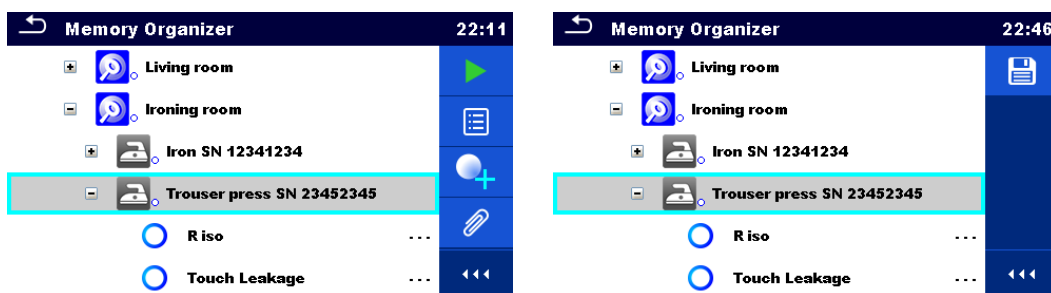 Memory Organizer 22:11
Living room
Ironing room
Iron SN 12341234
Trouser press SN 23452345
R iso ...
Touch Leakage ...
Memory Organizer 22:46
Living room
Ironing room
Iron SN 12341234
Trouser press SN 23452345
R iso ...
Touch Leakage ...